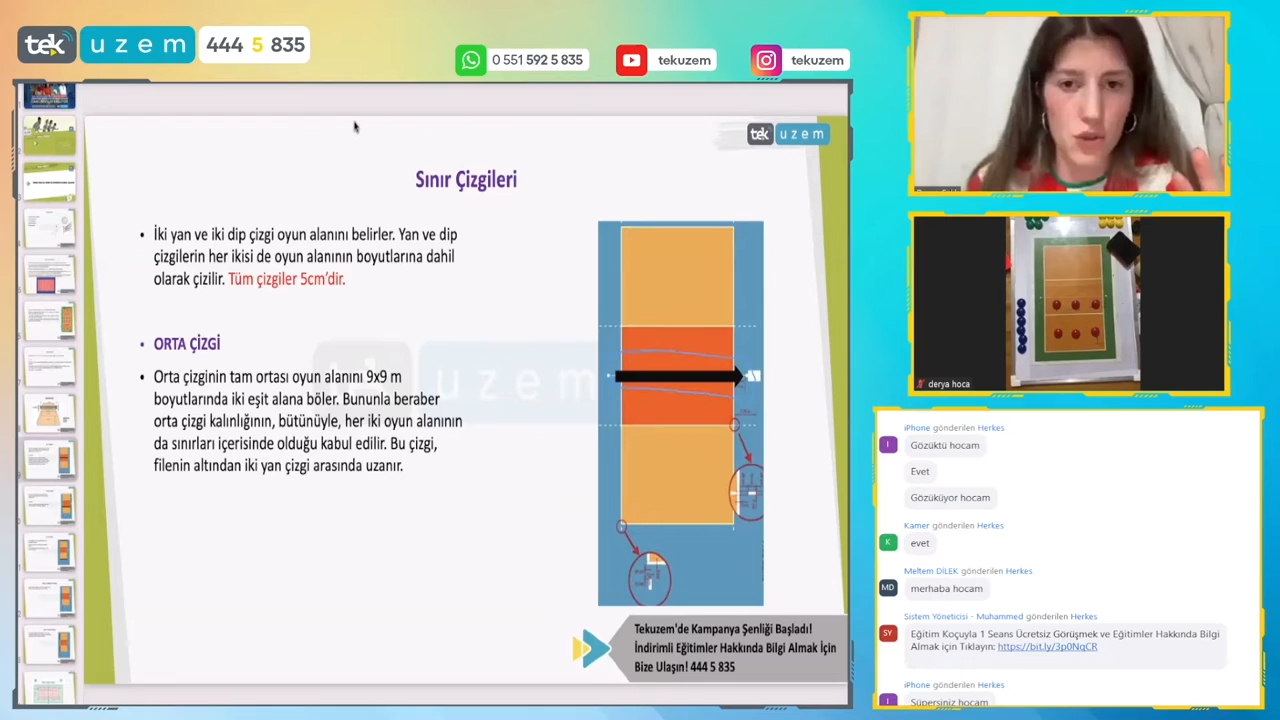 tek uzem 444 5 835
0 551 592 5 835
tekuzem
tekuzem
tek uzem
Sınır Çizgileri
• İki yan ve iki dip çizgi oyun alanını belirler. Yan ve dip
çizgilerin her ikisi de oyun alanının boyutlarına dahil
olarak çizilir. Tüm çizgiler 5cm'dir.
• ORTA ÇİZGİ
• Orta çizginin tam ortası oyun alanını 9x9 m
boyutlarında iki eşit alana böler. Bununla beraber
orta çizgi kalınlığının, bütünüyle, her iki oyun alanının
da sınırları içerisinde olduğu kabul edilir. Bu çizgi,
filenin altından iki yan çizgi arasında uzanır.
uzem
Tekuzem'de Kampanya Şenliği Başladı!
İndirimli Eğitimler Hakkında Bilgi Almak İçin
Bize Ulaşın! 444 5 835
derya hoca
iPhone gönderilen Herkes
I
Gözüktü hocam
Evet
Gözüküyor hocam
Kamer gönderilen Herkes
K
evet
Meltem DİLEK gönderilen Herkes
MD
merhaba hocam
Sistem Yöneticisi - Muhammed gönderilen Herkes
SY
Eğitim Koçuyla 1 Seans Ücretsiz Görüşmek ve Eğitimler Hakkında Bilgi
Almak için Tıklayın: https://bit.ly/3p0NqCR
iPhone gönderilen Herkes
I
Süpersiniz hocam